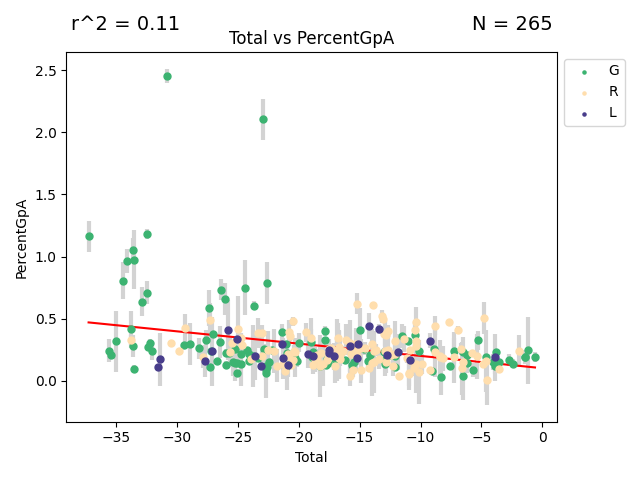 r^2 = 0.11 N = 265
Total vs PercentGpA
2.5
2.0
1.5
1.0
0.5
0.0
PercentGpA
−35 −30 −25 −20 −15 −10 −5 0
Total
G
R
L